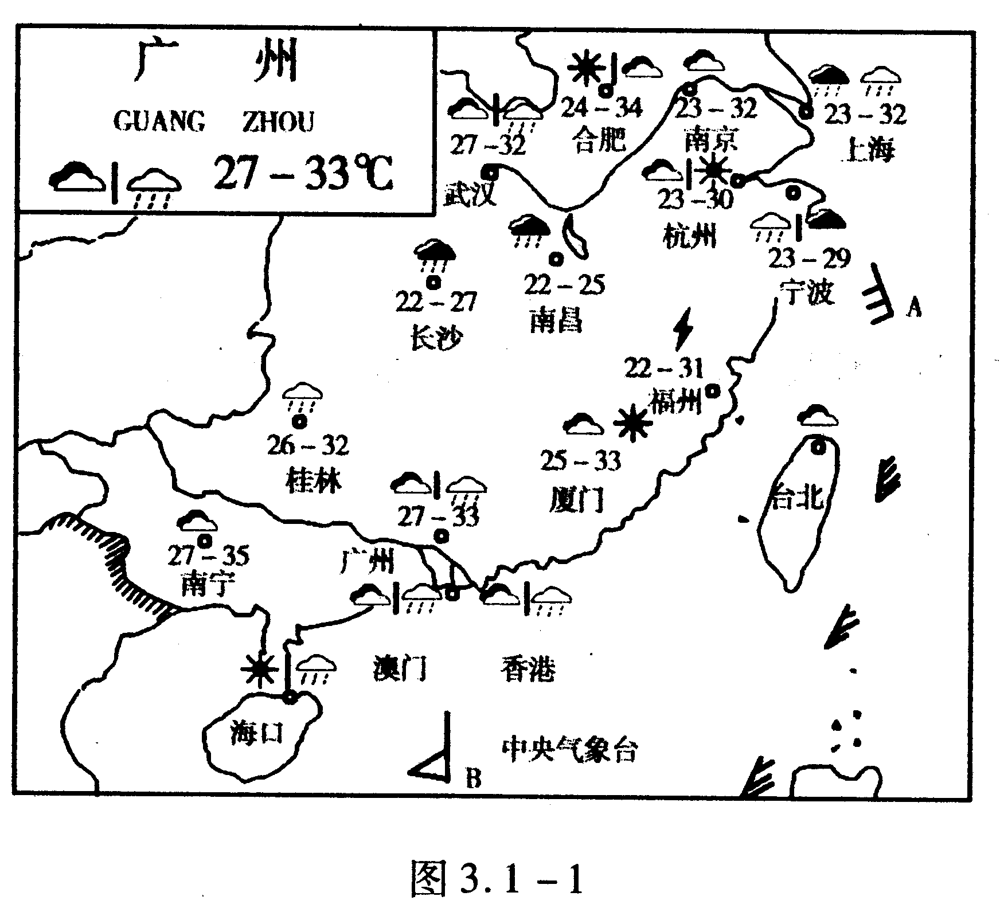 广 州
GUANG ZHOU
27-33℃
24-34
合肥
23-32
南京
23-32
上海
27-32
武汉
23-30
杭州
23-29
宁波
A
22-25
南昌
22-27
长沙
22-31
福州
26-32
桂林
25-33
厦门
台北
27-33
广州
27-35
南宁
澳门
香港
海口
中央气象台
B
图 3.1-1